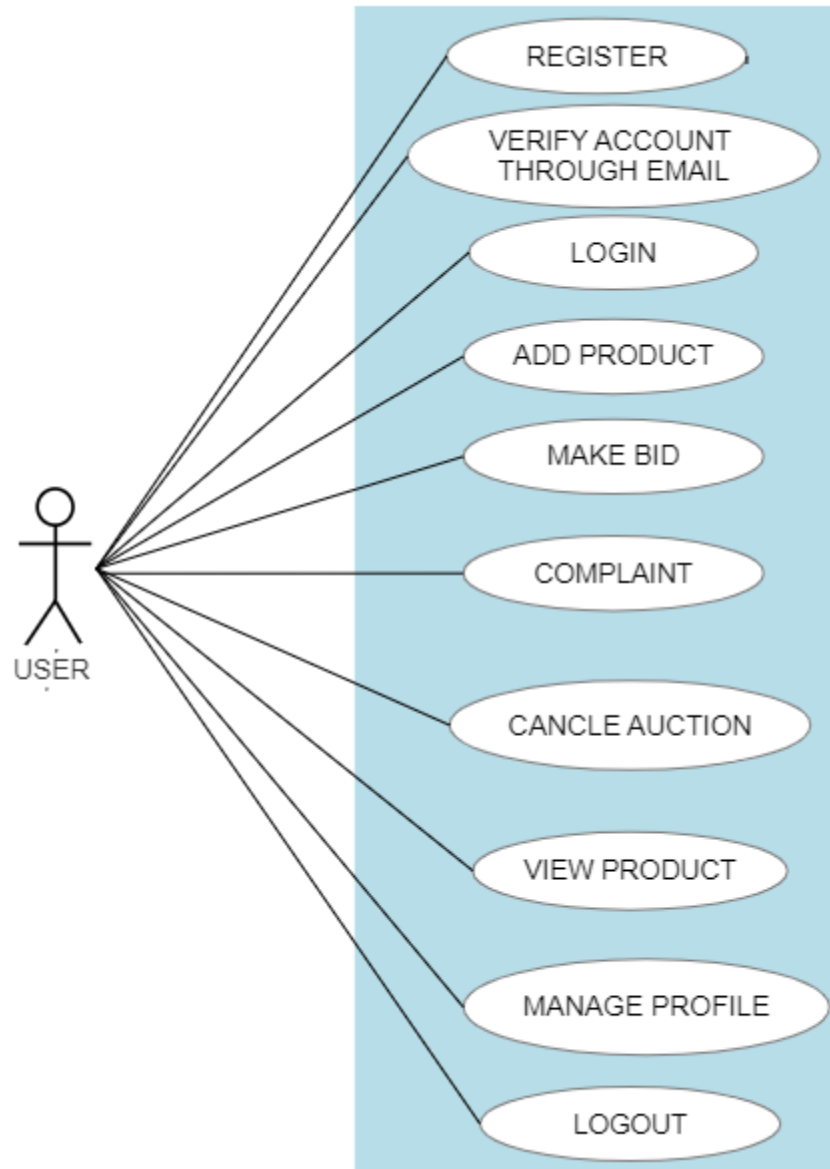 REGISTER
VERIFY ACCOUNT
THROUGH EMAIL
LOGIN
ADD PRODUCT
MAKE BID
COMPLAINT
USER
CANCLE AUCTION
VIEW PRODUCT
MANAGE PROFILE
LOGOUT